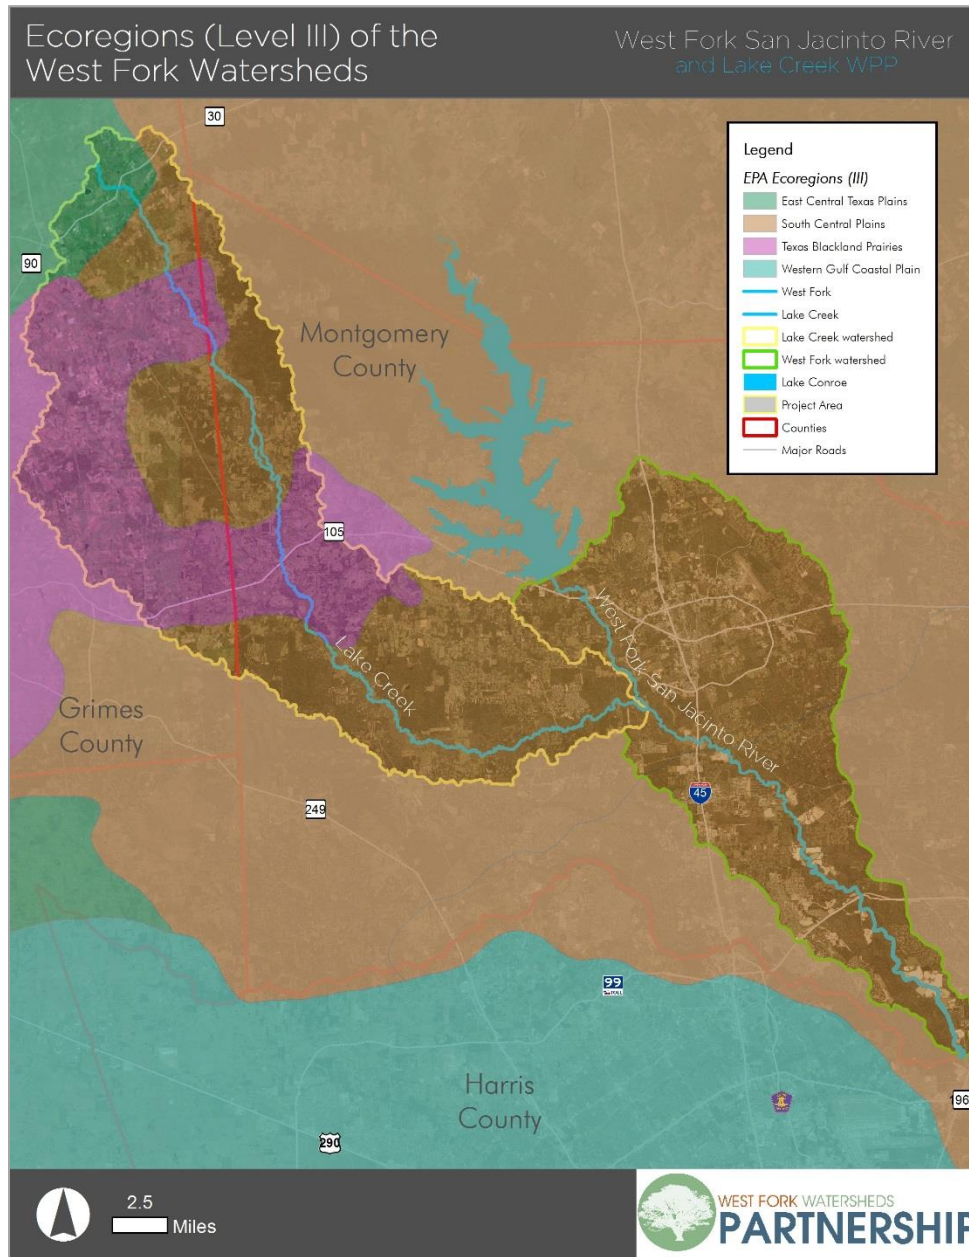 Ecoregions (Level III) of the
West Fork Watersheds
West Fork San Jacinto River
and Lake Creek WPP
30
Legend
EPA Ecoregions (III)
East Central Texas Plains
South Central Plains
Texas Blackland Prairies
Western Gulf Coastal Plain
West Fork
Lake Creek
Lake Creek watershed
West Fork watershed
Lake Conroe
Project Area
Counties
Major Roads
90
Montgomery
County
105
West Fork San Jacinto River
Lake Creek
Grimes
County
45
249
99
Harris
County
196
290
2.5
Miles
WEST FORK WATERSHEDS
PARTNERSHIP